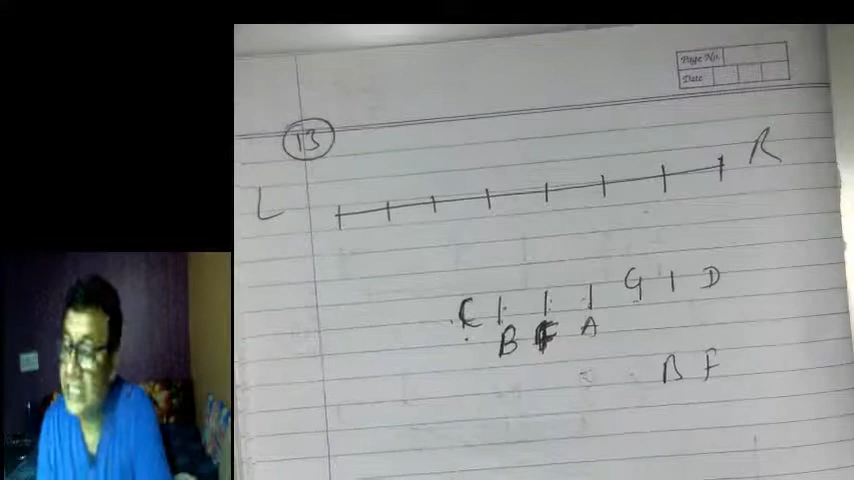 Page No.
Date
13
L R
C G D
B F A
B F